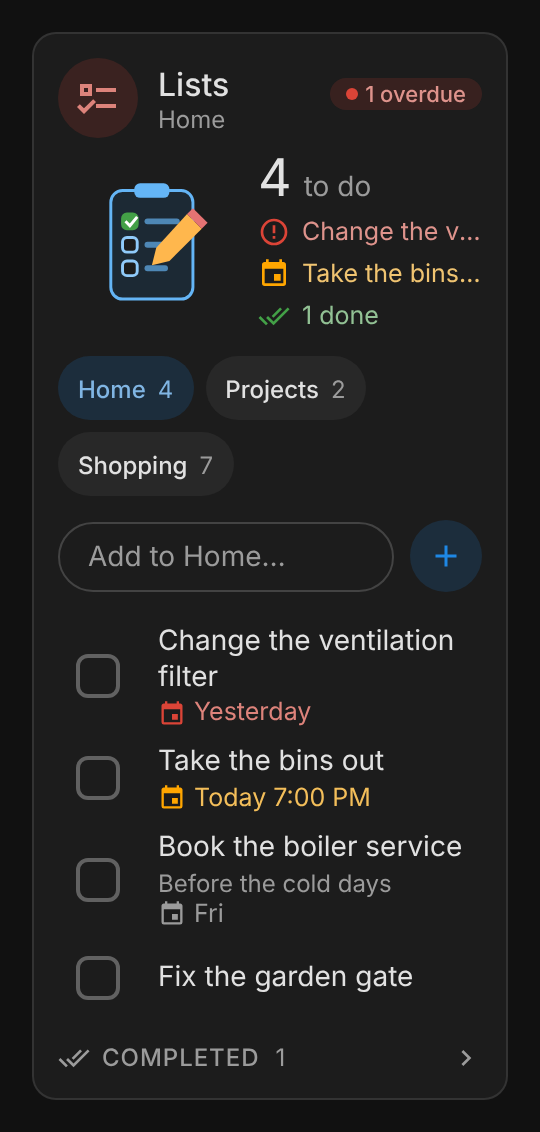 Lists
Home
1 overdue
4 to do
Change the v...
Take the bins...
1 done
Home 4
Projects 2
Shopping 7
Add to Home...
+
Change the ventilation
filter
Yesterday
Take the bins out
Today 7:00 PM
Book the boiler service
Before the cold days
Fri
Fix the garden gate
COMPLETED 1